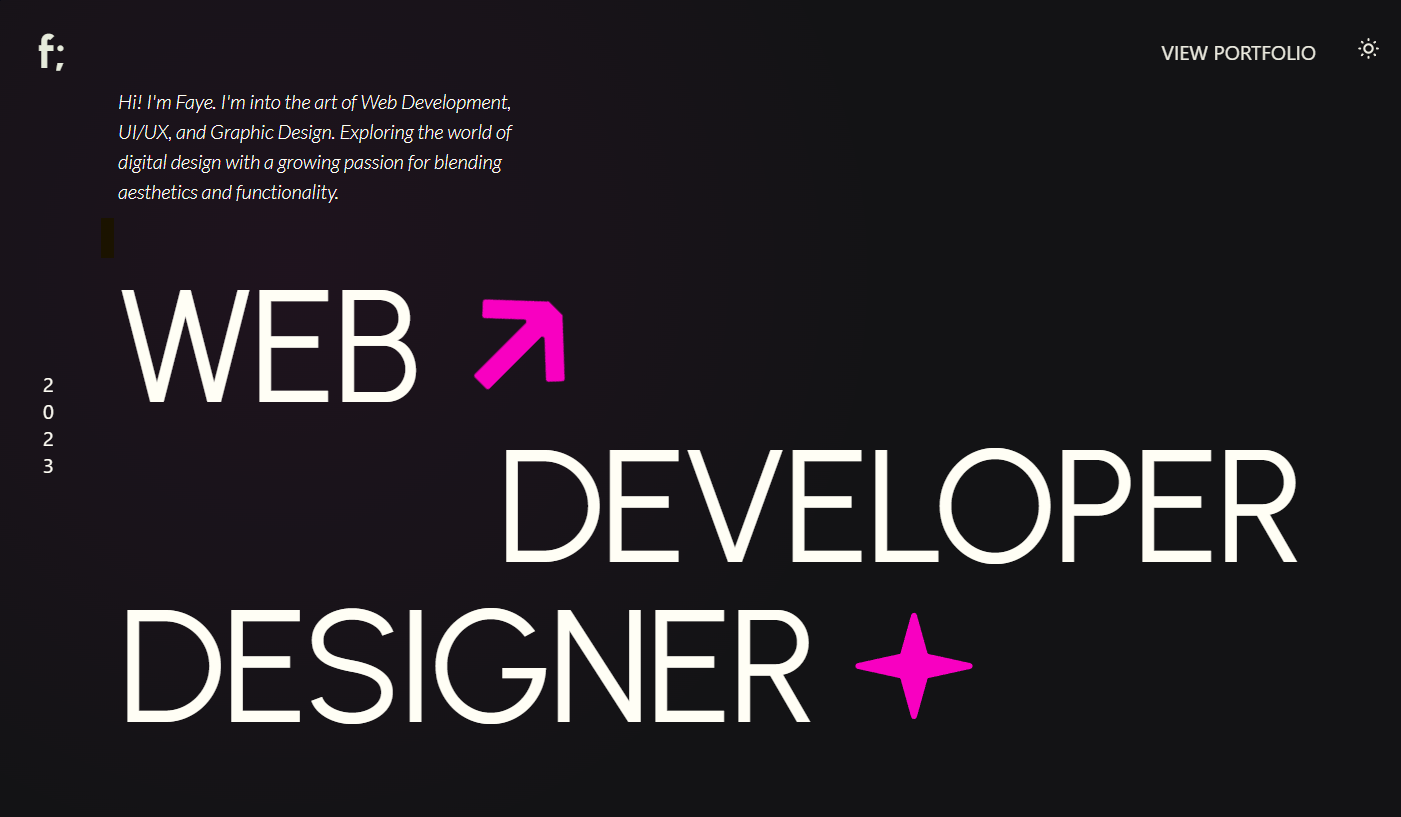 f;
VIEW PORTFOLIO
Hi! I'm Faye. I'm into the art of Web Development,
UI/UX, and Graphic Design. Exploring the world of
digital design with a growing passion for blending
aesthetics and functionality.
WEB
2
0
2
3
DEVELOPER
DESIGNER